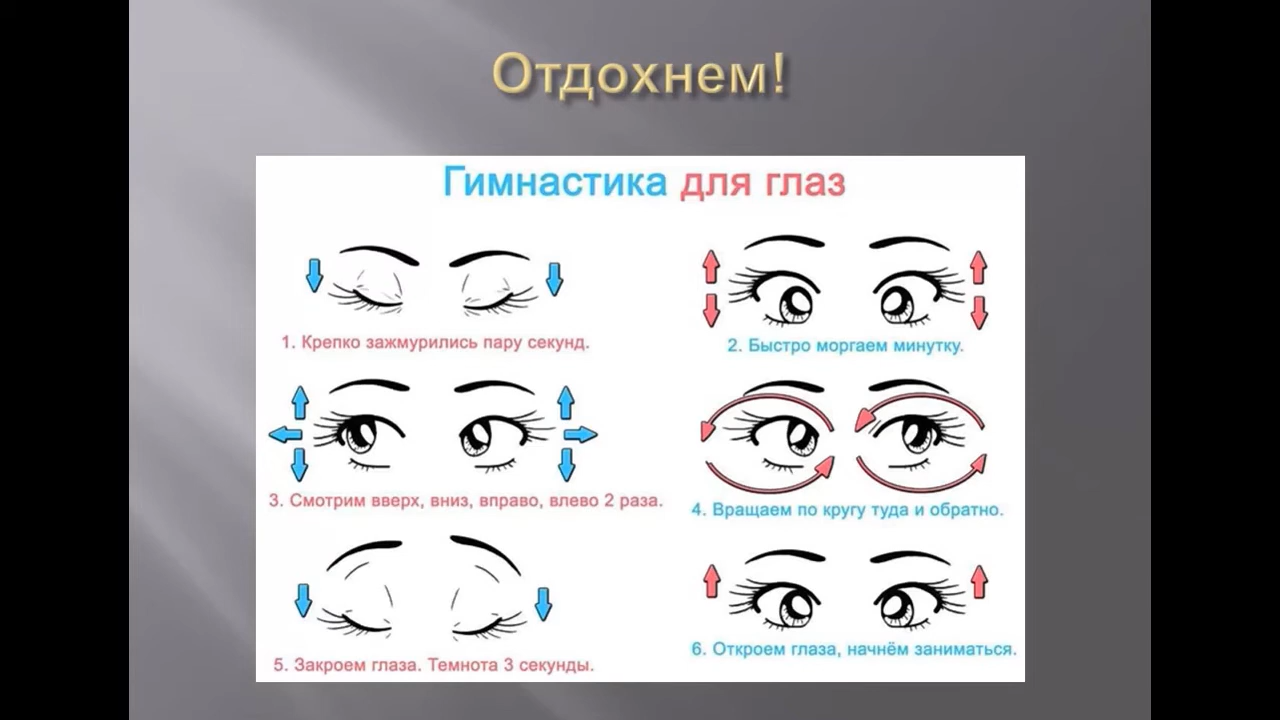 Отдохнем!
Гимнастика для глаз
1. Крепко зажмурились пару секунд.
2. Быстро моргаем минутку.
3. Смотрим вверх, вниз, вправо, влево 2 раза.
4. Вращаем по кругу туда и обратно.
5. Закроем глаза. Темнота 3 секунды.
6. Откроем глаза, начнём заниматься.